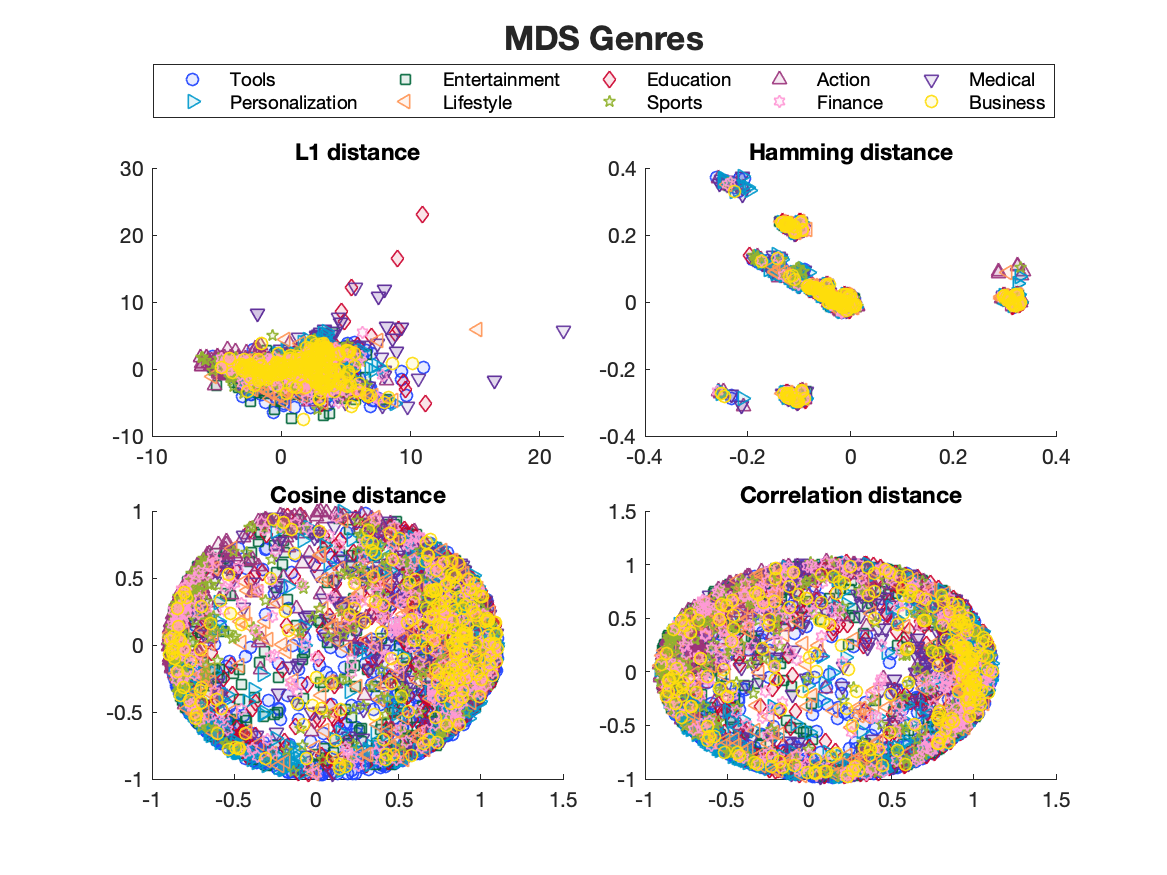 MDS Genres
Tools Entertainment Education Action Medical
Personalization Lifestyle Sports Finance Business
L1 distance
30
20
10
0
-10
-10 0 10 20
Hamming distance
0.4
0.2
0
-0.2
-0.4
-0.4 -0.2 0 0.2 0.4
Cosine distance
1
0.5
0
-0.5
-1
-1 -0.5 0 0.5 1 1.5
Correlation distance
1.5
1
0.5
0
-0.5
-1
-1 -0.5 0 0.5 1 1.5